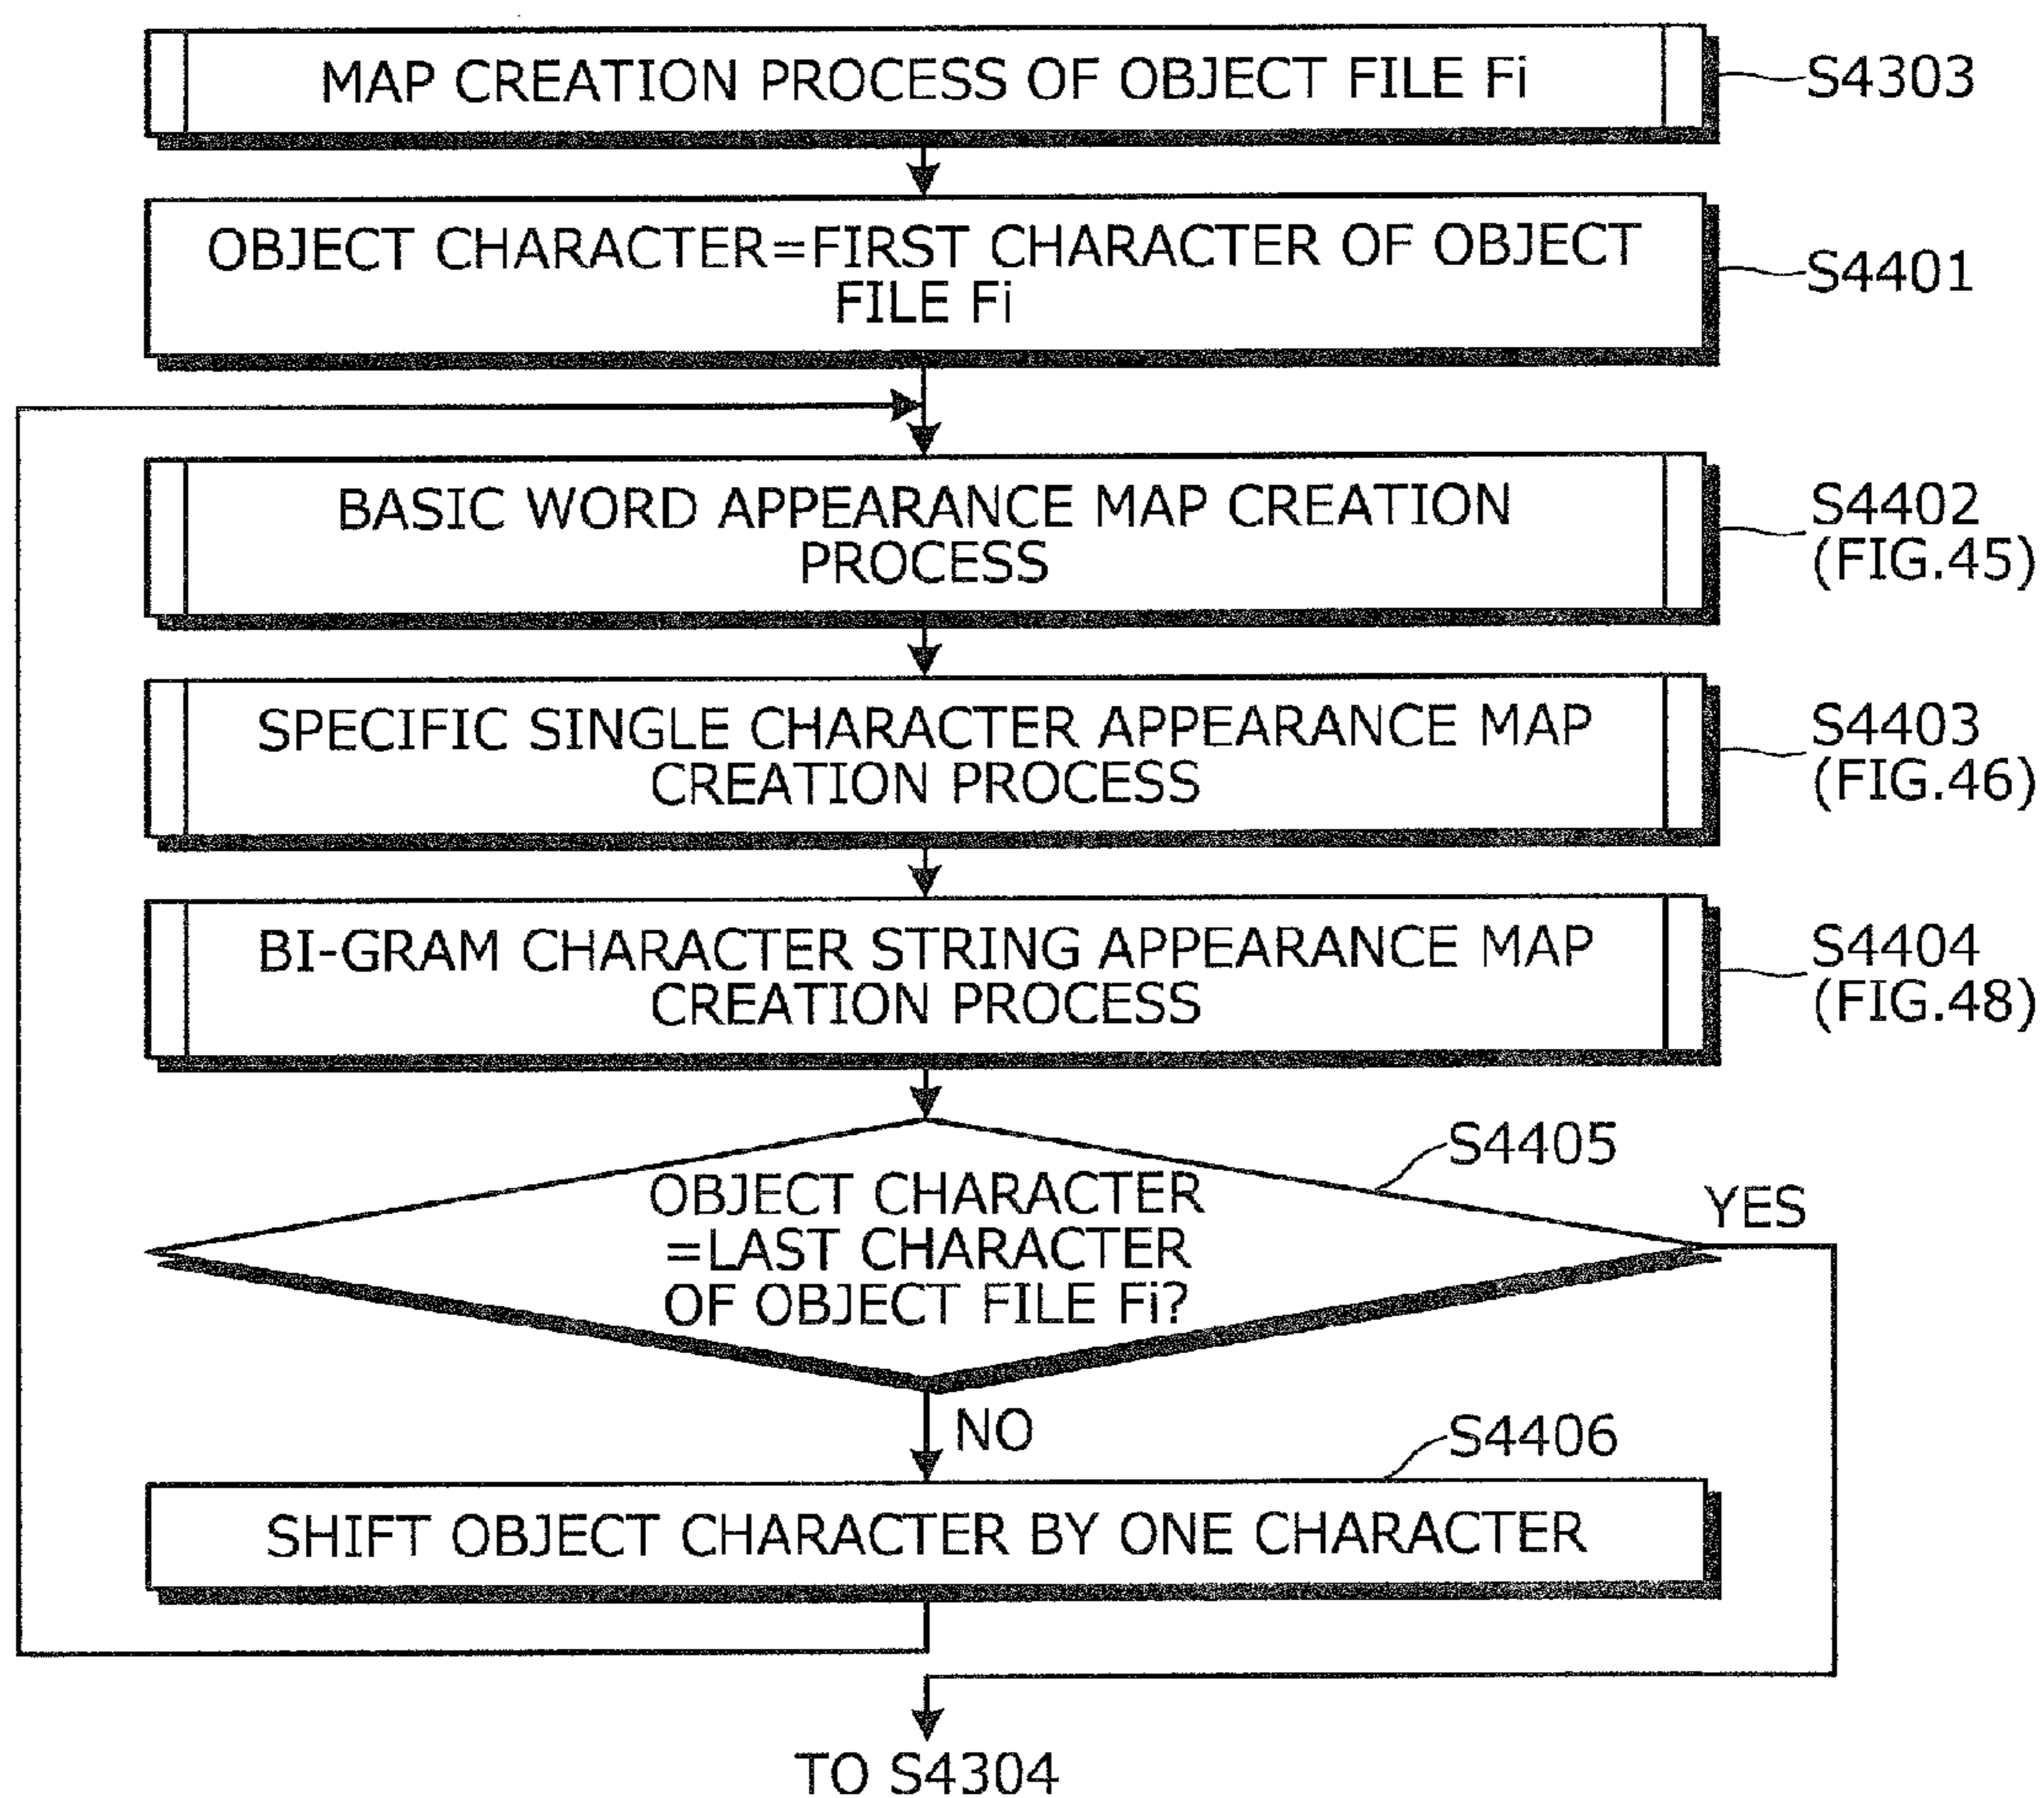 MAP CREATION PROCESS OF OBJECT FILE Fi
S4303
OBJECT CHARACTER=FIRST CHARACTER OF OBJECT
FILE Fi
S4401
BASIC WORD APPEARANCE MAP CREATION
PROCESS
S4402
(FIG.45)
SPECIFIC SINGLE CHARACTER APPEARANCE MAP
CREATION PROCESS
S4403
(FIG.46)
BI-GRAM CHARACTER STRING APPEARANCE MAP
CREATION PROCESS
S4404
(FIG.48)
S4405
OBJECT CHARACTER
=LAST CHARACTER
OF OBJECT FILE Fi?
YES
NO
S4406
SHIFT OBJECT CHARACTER BY ONE CHARACTER
TO S4304